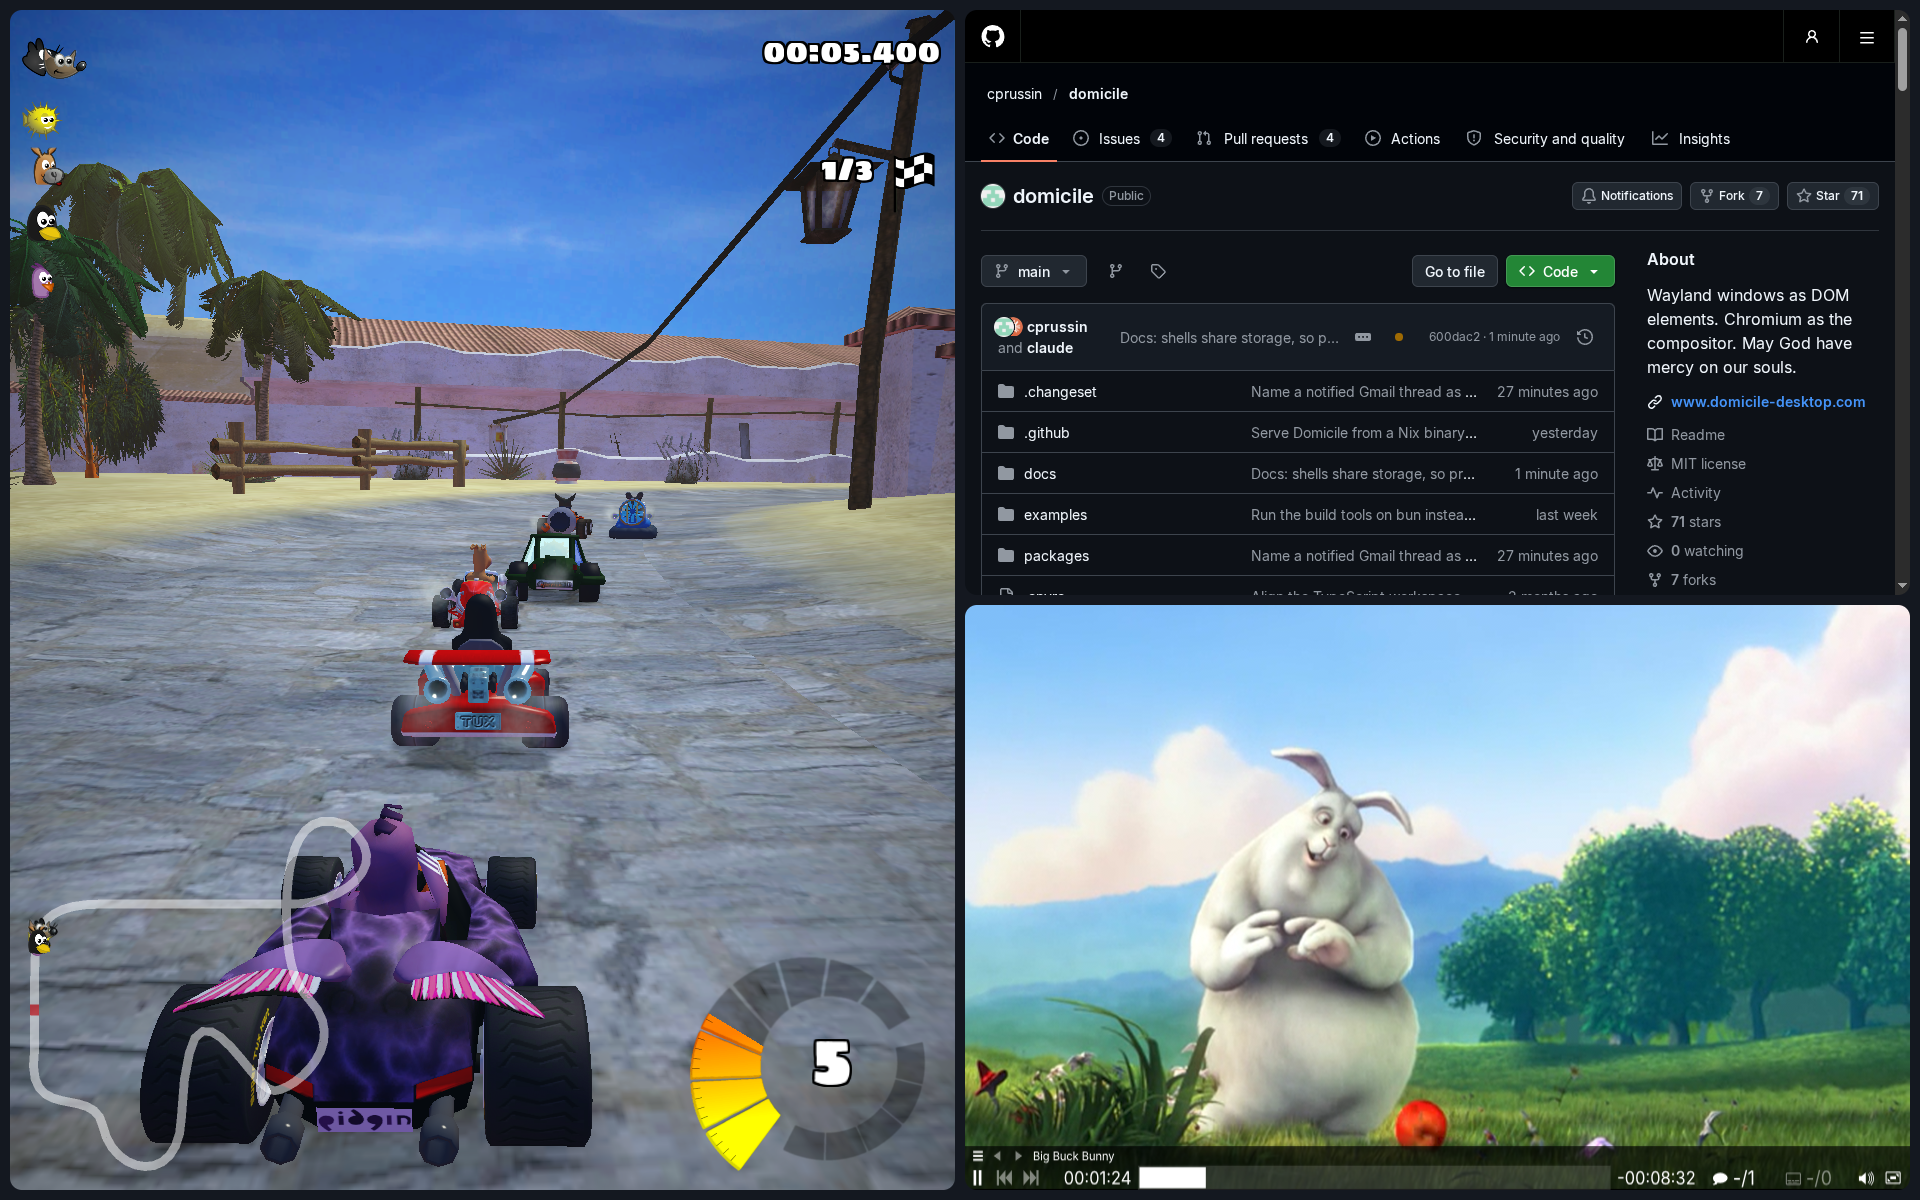 00:05.400
1/3
TUX
pidgin
5
cprussin / domicile
Code
Issues 4
Pull requests 4
Actions
Security and quality
Insights
domicile Public
Notifications
Fork 7
Star 71
main
Go to file
Code
cprussin
and claude
Docs: shells share storage, so p...
600dac2 · 1 minute ago
.changeset Name a notified Gmail thread as ... 27 minutes ago
.github Serve Domicile from a Nix binary... yesterday
docs Docs: shells share storage, so pr... 1 minute ago
examples Run the build tools on bun instea... last week
packages Name a notified Gmail thread as ... 27 minutes ago
About
Wayland windows as DOM
elements. Chromium as the
compositor. May God have
mercy on our souls.
www.domicile-desktop.com
Readme
MIT license
Activity
71 stars
0 watching
7 forks
Big Buck Bunny
00:01:24
-00:08:32
-/1
-/0